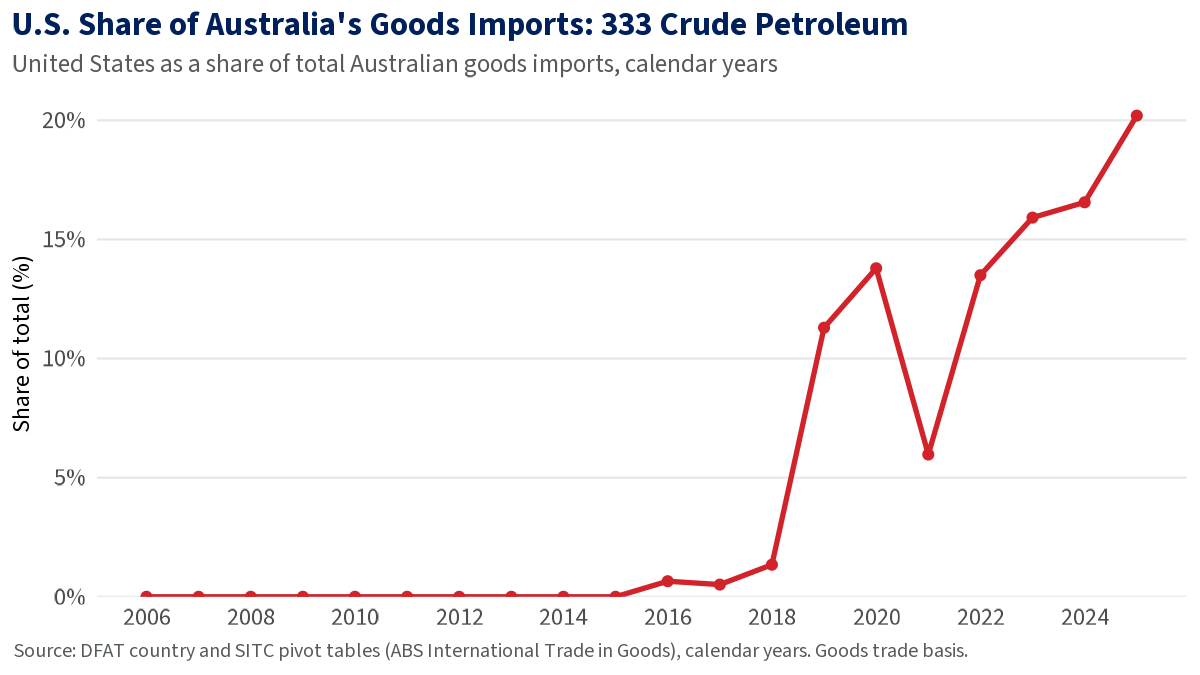 U.S. Share of Australia's Goods Imports: 333 Crude Petroleum
United States as a share of total Australian goods imports, calendar years
Share of total (%)
20%
15%
10%
5%
0%
2006 2008 2010 2012 2014 2016 2018 2020 2022 2024
Source: DFAT country and SITC pivot tables (ABS International Trade in Goods), calendar years. Goods trade basis.